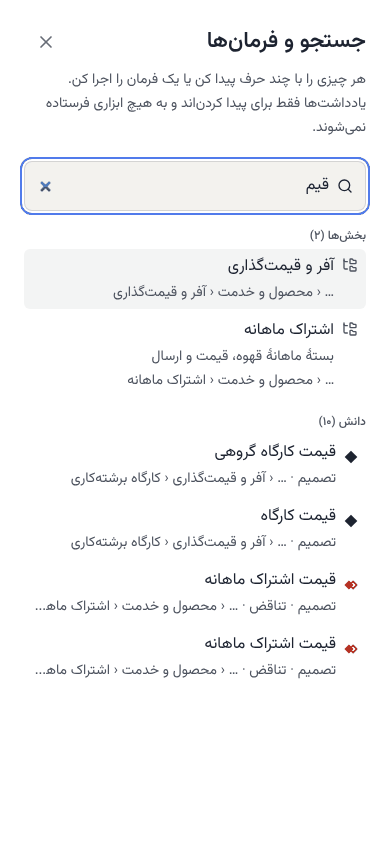 جستجو و فرمان‌ها
هر چیزی را با چند حرف پیدا کن یا یک فرمان را اجرا کن.
یادداشت‌ها فقط برای پیدا کردن‌اند و به هیچ ابزاری فرستاده
نمی‌شوند.
قیم
بخش‌ها (۲)
آفر و قیمت‌گذاری
… › محصول و خدمت › آفر و قیمت‌گذاری
اشتراک ماهانه
بستهٔ ماهانهٔ قهوه، قیمت و ارسال
… › محصول و خدمت › اشتراک ماهانه
دانش (۱۰)
قیمت کارگاه گروهی
تصمیم · … › آفر و قیمت‌گذاری › کارگاه برشته‌کاری
قیمت کارگاه
تصمیم · … › آفر و قیمت‌گذاری › کارگاه برشته‌کاری
قیمت اشتراک ماهانه
تصمیم · تناقض · … › محصول و خدمت › اشتراک ماهـ…
قیمت اشتراک ماهانه
تصمیم · تناقض · … › محصول و خدمت › اشتراک ماهـ…